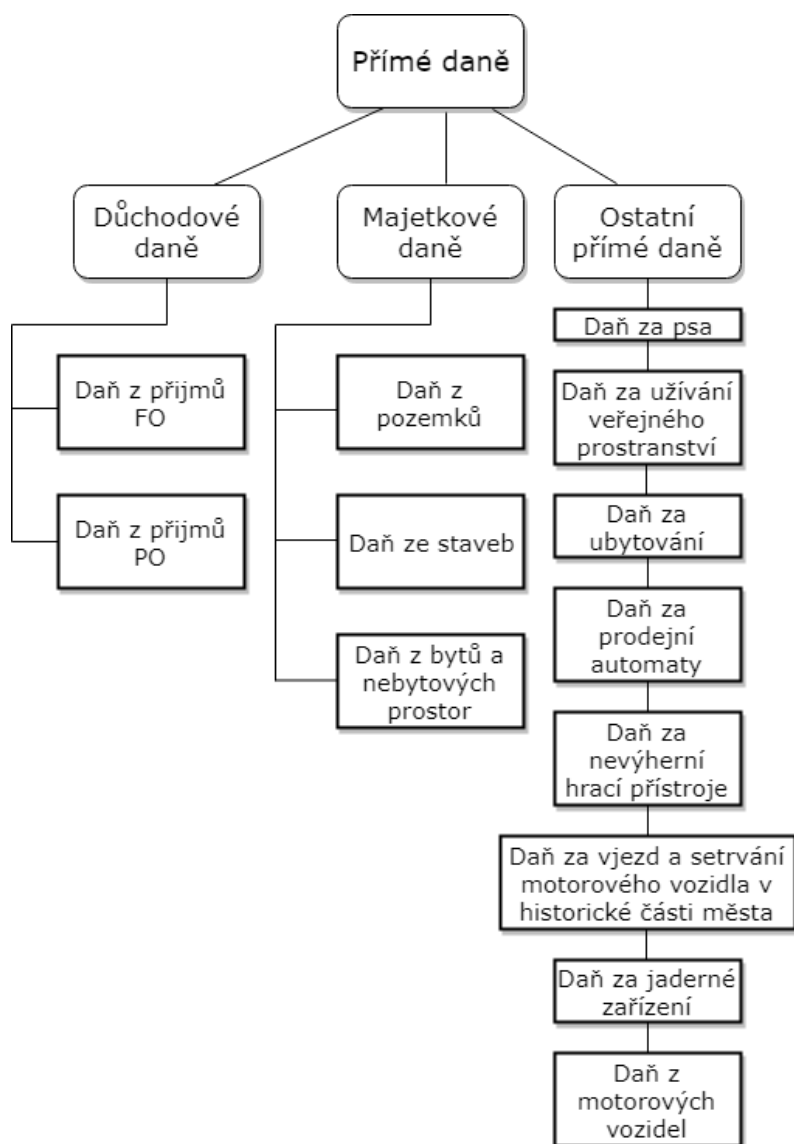 Přímé daně
Důchodové
daně
Majetkové
daně
Ostatní
přímé daně
Daň z přijmů
FO
Daň z přijmů
PO
Daň z
pozemků
Daň ze staveb
Daň z bytů a
nebytových
prostor
Daň za psa
Daň za užívání
veřejného
prostranství
Daň za
ubytování
Daň za
prodejní
automaty
Daň za
nevýherní
hrací přístroje
Daň za vjezd a setrvání
motorového vozidla v
historické části města
Daň za jaderné
zařízení
Daň z
motorových
vozidel